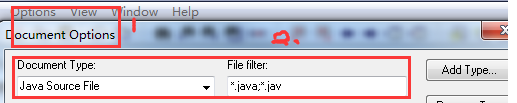 Options View Window Help
Document Options
Document Type: File filter:
Java Source File *.java;*.jav Add Type...